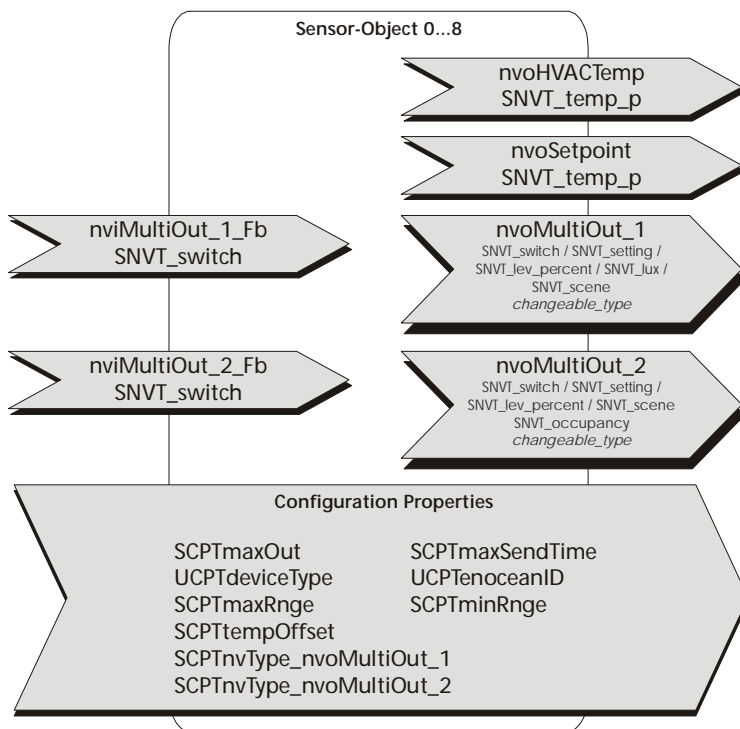 Sensor-Object 0...8
nvoHVACTemp
SNVT_temp_p
nvoSetpoint
SNVT_temp_p
nviMultiOut_1_Fb
SNVT_switch
nvoMultiOut_1
SNVT_switch / SNVT_setting /
SNVT_lev_percent / SNVT_lux /
SNVT_scene
changeable_type
nviMultiOut_2_Fb
SNVT_switch
nvoMultiOut_2
SNVT_switch / SNVT_setting /
SNVT_lev_percent / SNVT_scene
SNVT_occupancy
changeable_type
Configuration Properties
SCPTmaxOut
UCPTdeviceType
SCPTmaxRnge
SCPTtempOffset
SCPTnvType_nvoMultiOut_1
SCPTnvType_nvoMultiOut_2
SCPTmaxSendTime
UCPTenoceanID
SCPTminRnge